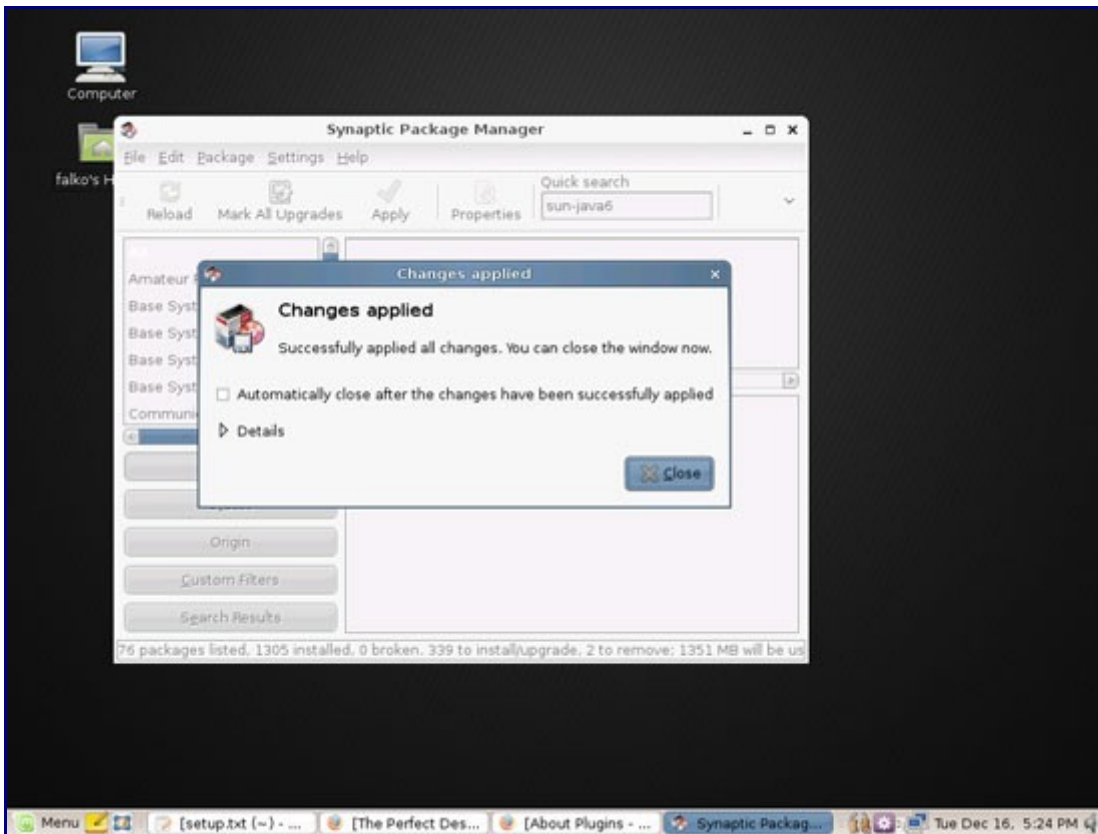 Computer
falko's H
Synaptic Package Manager
File Edit Package Settings Help
Reload Mark All Upgrades Apply Properties
Quick search
sun-java6
Amateur
Base Syst
Base Syst
Base Syst
Base Syst
Communi
Changes applied
Changes applied
Successfully applied all changes. You can close the window now.
Automatically close after the changes have been successfully applied
Details
Close
Origin
Custom Filters
Search Results
76 packages listed, 1305 installed, 0 broken. 339 to install/upgrade, 2 to remove; 1351 MB will be us
Menu [setup.txt (~) - ... [The Perfect Des... [About Plugins - ... Synaptic Packag... Tue Dec 16, 5:24 PM